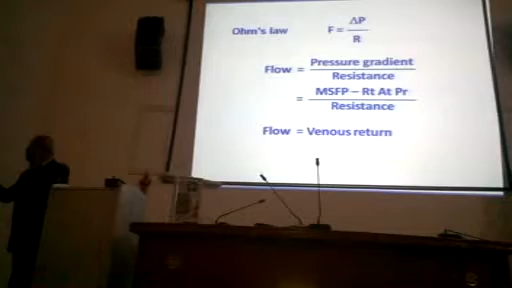 Ohm's law F = ΔP
R
Flow = Pressure gradient
Resistance
= MSFP – Rt At Pr
Resistance
Flow = Venous return